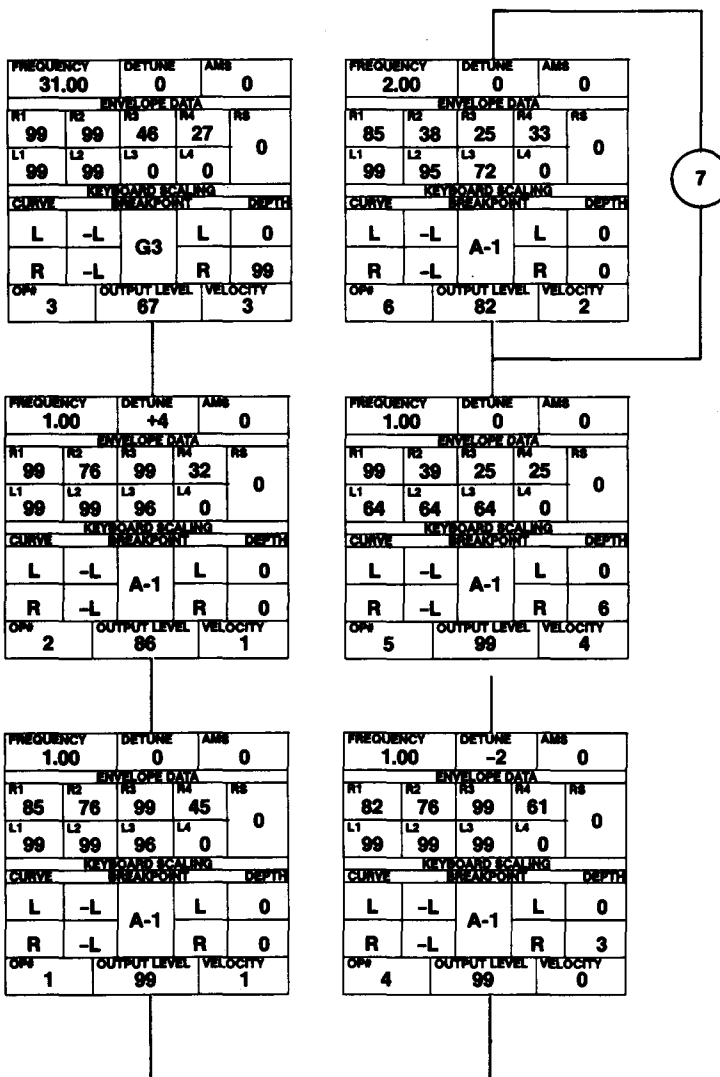 FREQUENCY DETUNE AMS
31.00 0 0
ENVELOPE DATA
R1 R2 R3 R4 RS
99 99 46 27 0
L1 L2 L3 L4
99 99 0 0
KEYBOARD SCALING
CURVE BREAKPOINT DEPTH
L -L G3 L 0
R -L R 99
OP# OUTPUT LEVEL VELOCITY
3 67 3
FREQUENCY DETUNE AMS
2.00 0 0
ENVELOPE DATA
R1 R2 R3 R4 RS
85 38 25 33 0
L1 L2 L3 L4
99 95 72 0
KEYBOARD SCALING
CURVE BREAKPOINT DEPTH
L -L A-1 L 0
R -L R 0
OP# OUTPUT LEVEL VELOCITY
6 82 2
7
FREQUENCY DETUNE AMS
1.00 +4 0
ENVELOPE DATA
R1 R2 R3 R4 RS
99 76 99 32 0
L1 L2 L3 L4
99 99 96 0
KEYBOARD SCALING
CURVE BREAKPOINT DEPTH
L -L A-1 L 0
R -L R 0
OP# OUTPUT LEVEL VELOCITY
2 86 1
FREQUENCY DETUNE AMS
1.00 0 0
ENVELOPE DATA
R1 R2 R3 R4 RS
99 39 25 25 0
L1 L2 L3 L4
64 64 64 0
KEYBOARD SCALING
CURVE BREAKPOINT DEPTH
L -L A-1 L 0
R -L R 6
OP# OUTPUT LEVEL VELOCITY
5 99 4
FREQUENCY DETUNE AMS
1.00 0 0
ENVELOPE DATA
R1 R2 R3 R4 RS
85 76 99 45 0
L1 L2 L3 L4
99 99 96 0
KEYBOARD SCALING
CURVE BREAKPOINT DEPTH
L -L A-1 L 0
R -L R 0
OP# OUTPUT LEVEL VELOCITY
1 99 1
FREQUENCY DETUNE AMS
1.00 -2 0
ENVELOPE DATA
R1 R2 R3 R4 RS
82 76 99 61 0
L1 L2 L3 L4
99 99 99 0
KEYBOARD SCALING
CURVE BREAKPOINT DEPTH
L -L A-1 L 0
R -L R 3
OP# OUTPUT LEVEL VELOCITY
4 99 0